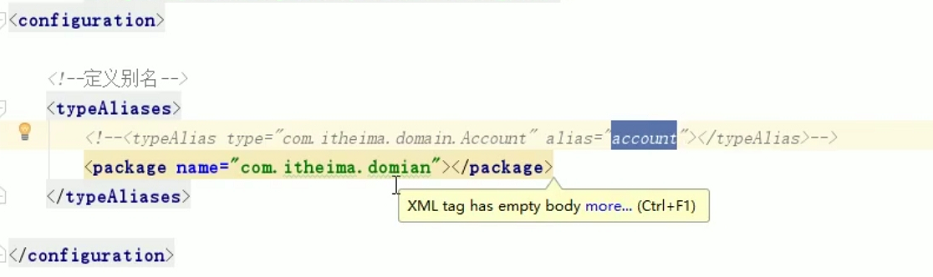 <configuration>
<!--定义别名-->
<typeAliases>
<!--<typeAlias type="com.itheima.domain.Account" alias="account"></typeAlias>-->
<package name="com.itheima.domian"></package>
XML tag has empty body more... (Ctrl+F1)
</typeAliases>
</configuration>